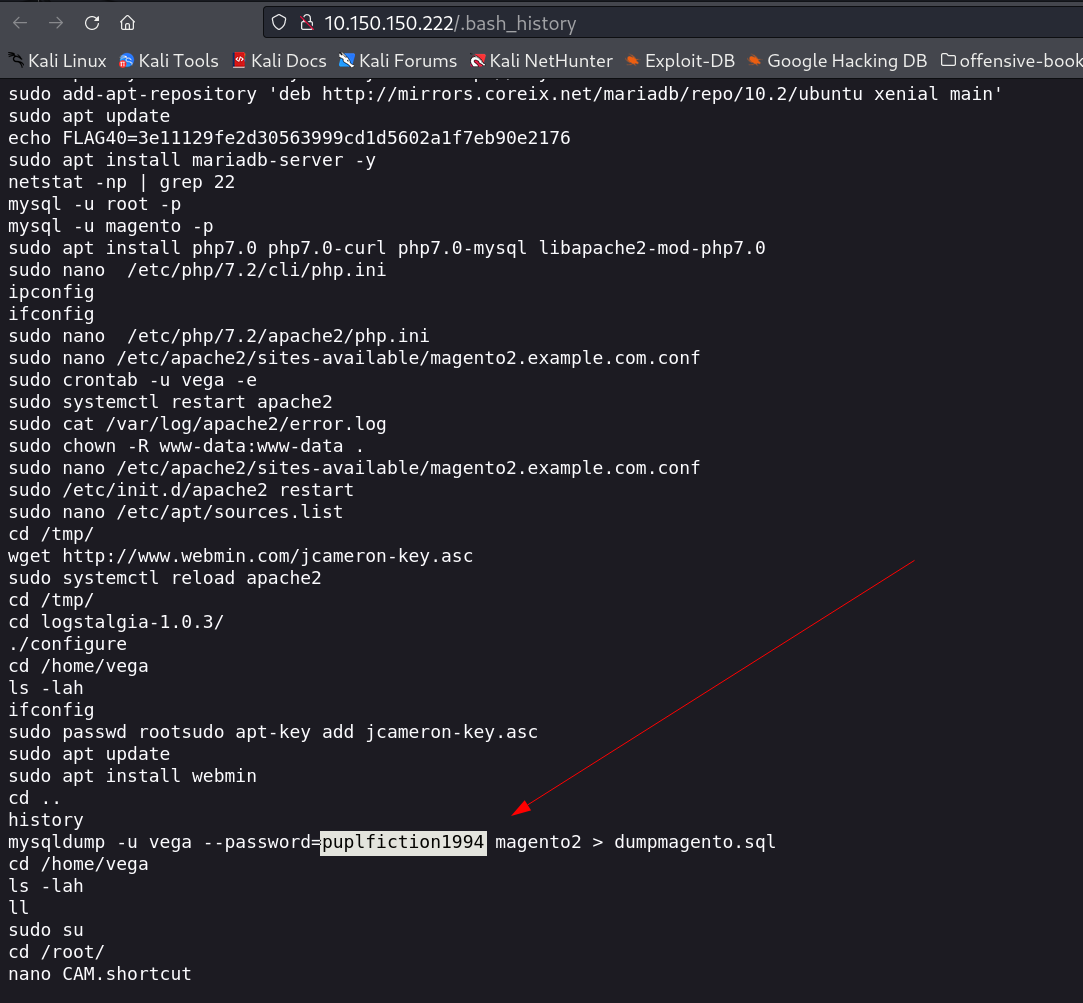 10.150.150.222/.bash_history
Kali Linux Kali Tools Kali Docs Kali Forums Kali NetHunter Exploit-DB Google Hacking DB offensive-book
sudo add-apt-repository 'deb http://mirrors.coreix.net/mariadb/repo/10.2/ubuntu xenial main'
sudo apt update
echo FLAG40=3e11129fe2d30563999cd1d5602a1f7eb90e2176
sudo apt install mariadb-server -y
netstat -np | grep 22
mysql -u root -p
mysql -u magento -p
sudo apt install php7.0 php7.0-curl php7.0-mysql libapache2-mod-php7.0
sudo nano  /etc/php/7.2/cli/php.ini
ipconfig
ifconfig
sudo nano  /etc/php/7.2/apache2/php.ini
sudo nano /etc/apache2/sites-available/magento2.example.com.conf
sudo crontab -u vega -e
sudo systemctl restart apache2
sudo cat /var/log/apache2/error.log
sudo chown -R www-data:www-data .
sudo nano /etc/apache2/sites-available/magento2.example.com.conf
sudo /etc/init.d/apache2 restart
sudo nano /etc/apt/sources.list
cd /tmp/
wget http://www.webmin.com/jcameron-key.asc
sudo systemctl reload apache2
cd /tmp/
cd logstalgia-1.0.3/
./configure
cd /home/vega
ls -lah
ifconfig
sudo passwd rootsudo apt-key add jcameron-key.asc
sudo apt update
sudo apt install webmin
cd ..
history
mysqldump -u vega --password=puplfiction1994 magento2 > dumpmagento.sql
cd /home/vega
ls -lah
ll
sudo su
cd /root/
nano CAM.shortcut